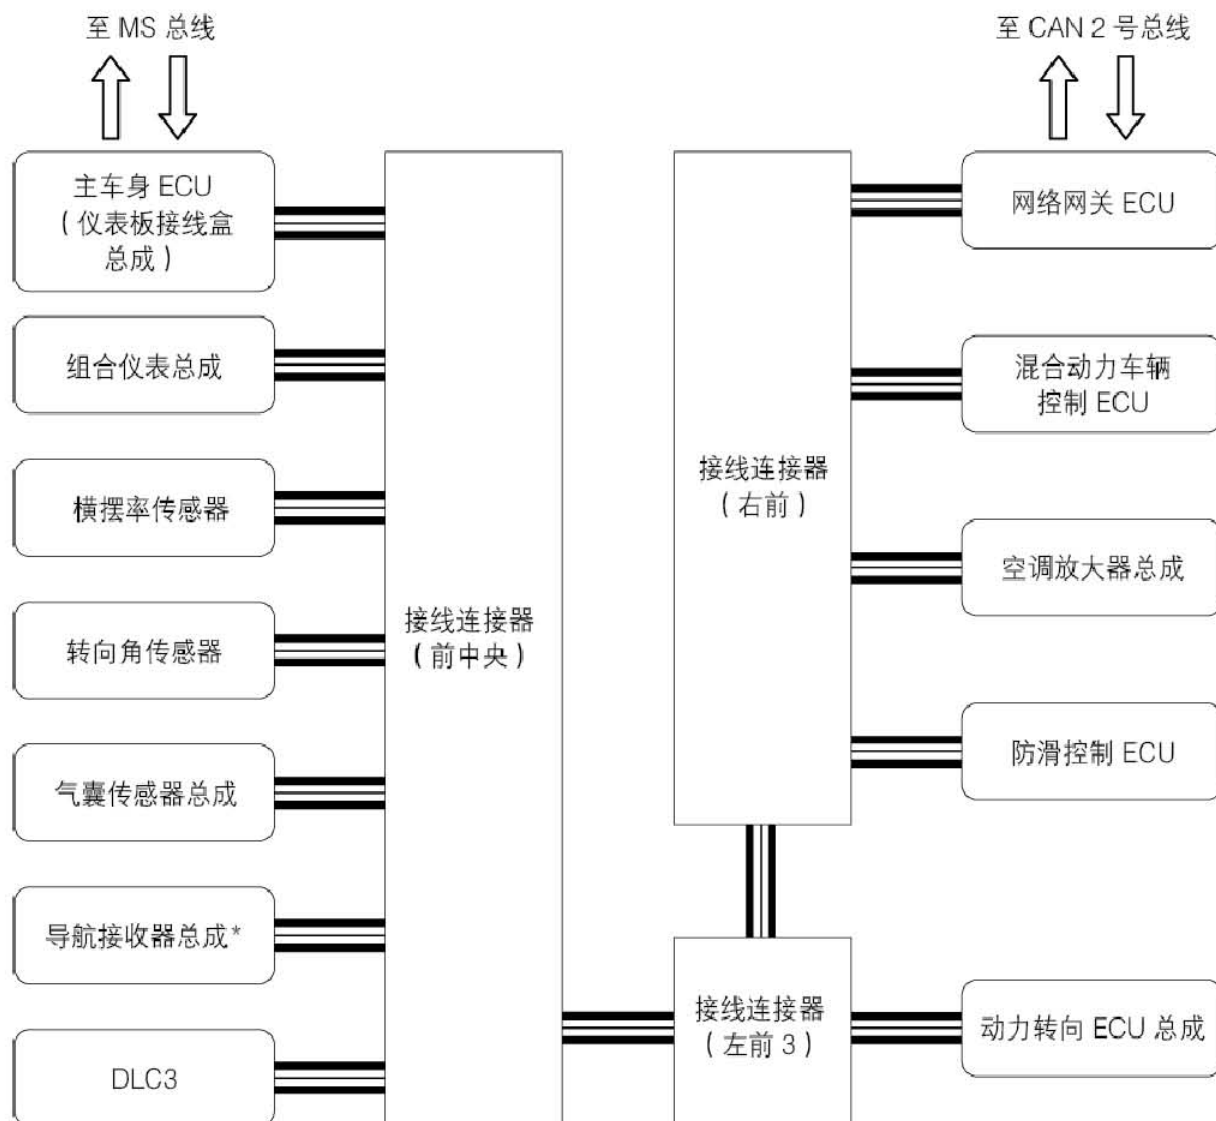 至 MS 总线
至 CAN 2 号总线
主车身 ECU
（仪表板接线盒
总成）
组合仪表总成
横摆率传感器
转向角传感器
气囊传感器总成
导航接收器总成*
DLC3
接线连接器
（前中央）
接线连接器
（右前）
接线连接器
（左前 3）
网络网关 ECU
混合动力车辆
控制 ECU
空调放大器总成
防滑控制 ECU
动力转向 ECU 总成